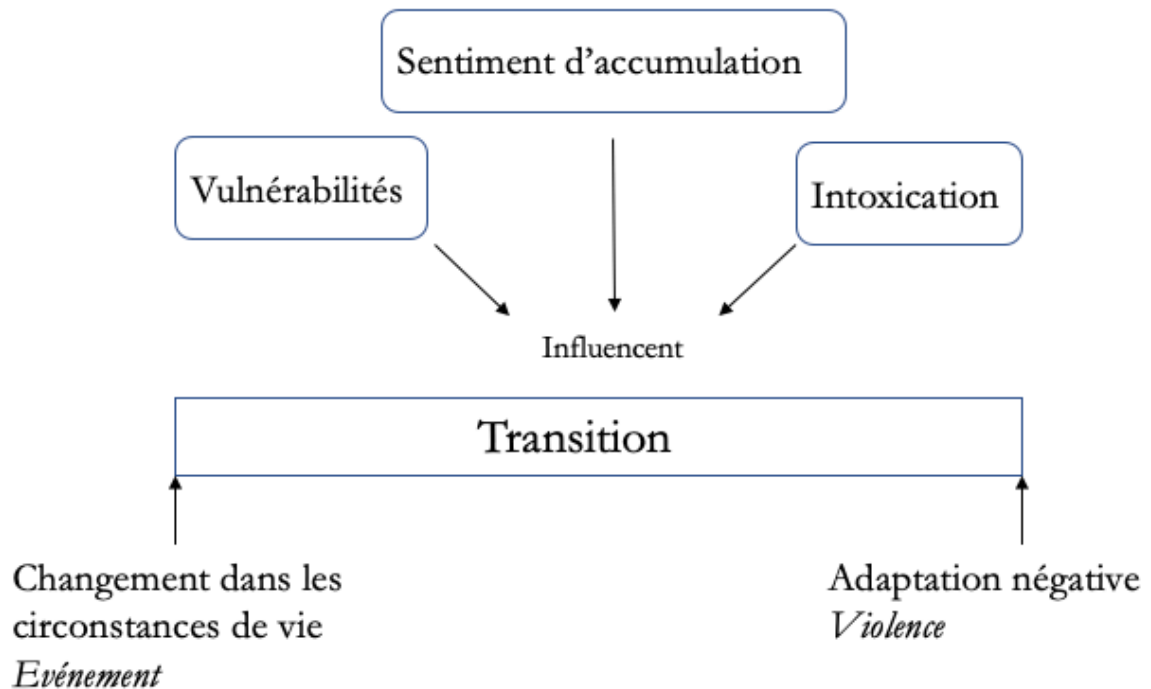 Sentiment d’accumulation
Vulnérabilités
Intoxication
Influencent
Transition
Changement dans les
circonstances de vie
Evénement
Adaptation négative
Violence